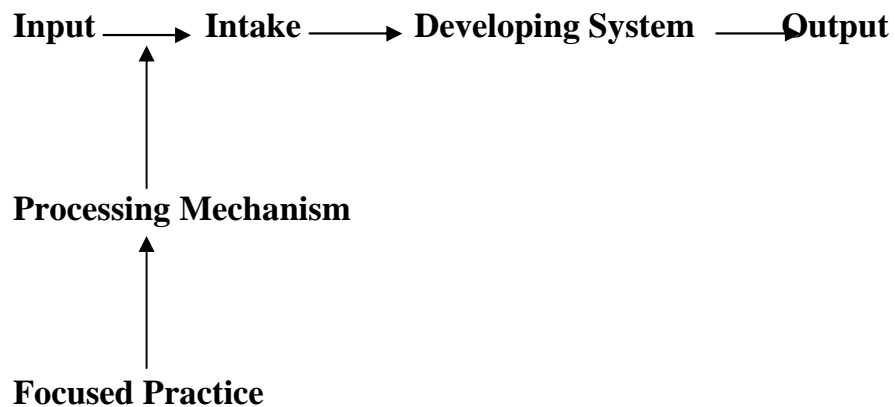 Input Intake Developing System Output
Processing Mechanism
Focused Practice